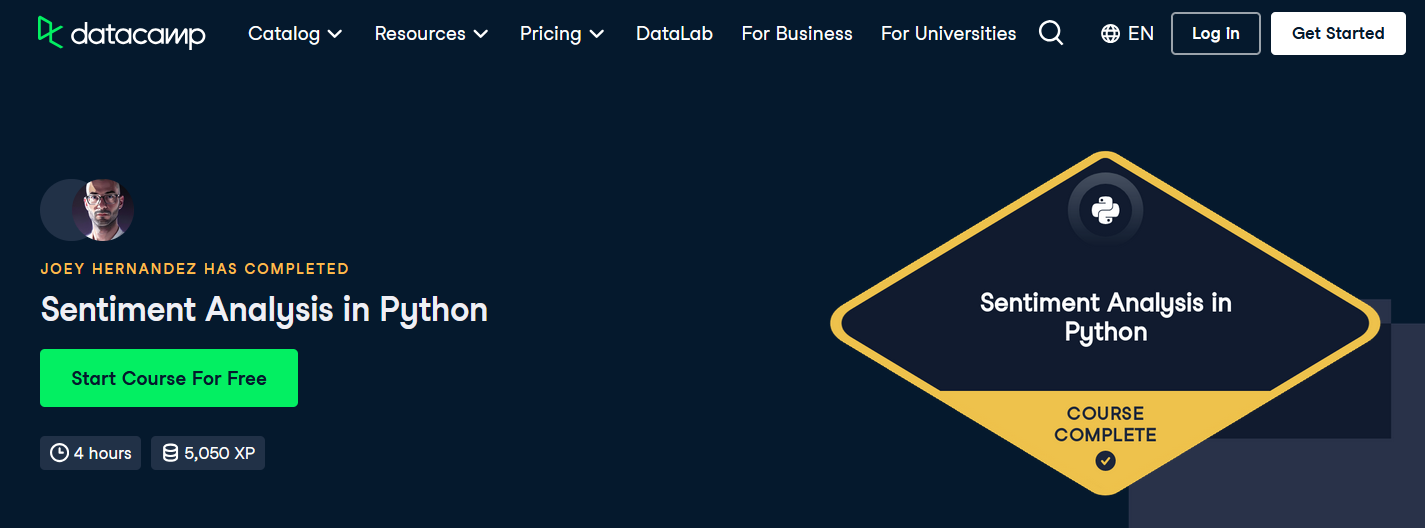 datacamp Catalog Resources Pricing DataLab For Business For Universities EN Log in Get Started
JOEY HERNANDEZ HAS COMPLETED
Sentiment Analysis in Python
Start Course For Free
4 hours 5,050 XP
Sentiment Analysis in
Python
COURSE
COMPLETE